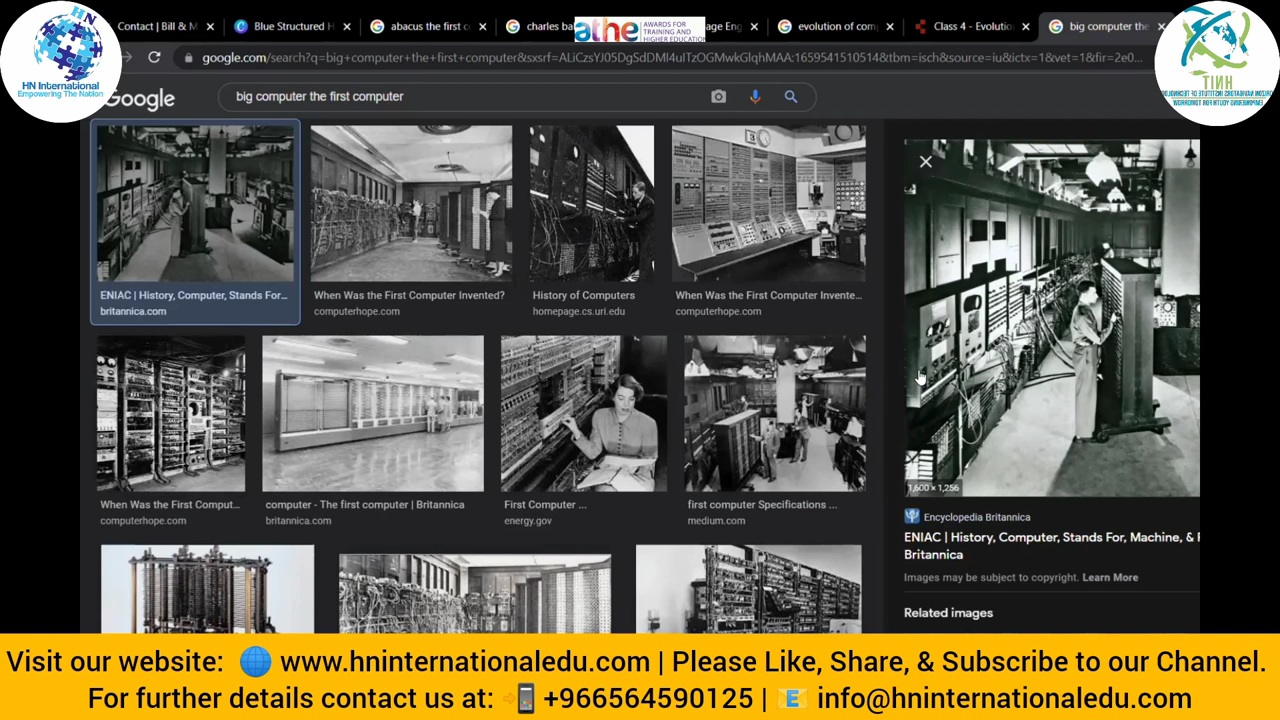 Contact | Bill & M
Blue Structured H
abacus the first c
charles ba
age Eng
evolution of com
Class 4 - Evolutio
big computer the
athe AWARDS FOR TRAINING AND HIGHER EDUCATION
HN
HN International
Empowering The Nation
google.com/search?q=big+computer+the+first+computer&sxsrf=ALiCzsYJ05DgSdDMI4uITzOGMwkGlqhMAA:1659541510514&tbm=isch&source=iu&ictx=1&vet=1&fir=2e0...
Google
big computer the first computer
HNIT
ENIAC | History, Computer, Stands For...
britannica.com
When Was the First Computer Invented?
computerhope.com
History of Computers
homepage.cs.uri.edu
When Was the First Computer Invente...
computerhope.com
When Was the First Comput...
computerhope.com
computer - The first computer | Britannica
britannica.com
First Computer ...
energy.gov
first computer Specifications ...
medium.com
1,600 × 1,256
Encyclopedia Britannica
ENIAC | History, Computer, Stands For, Machine, &
Britannica
Images may be subject to copyright. Learn More
Related images
Visit our website: 🌐 www.hninternationaledu.com | Please Like, Share, & Subscribe to our Channel.
For further details contact us at: 📲 +966564590125 | 📧 info@hninternationaledu.com